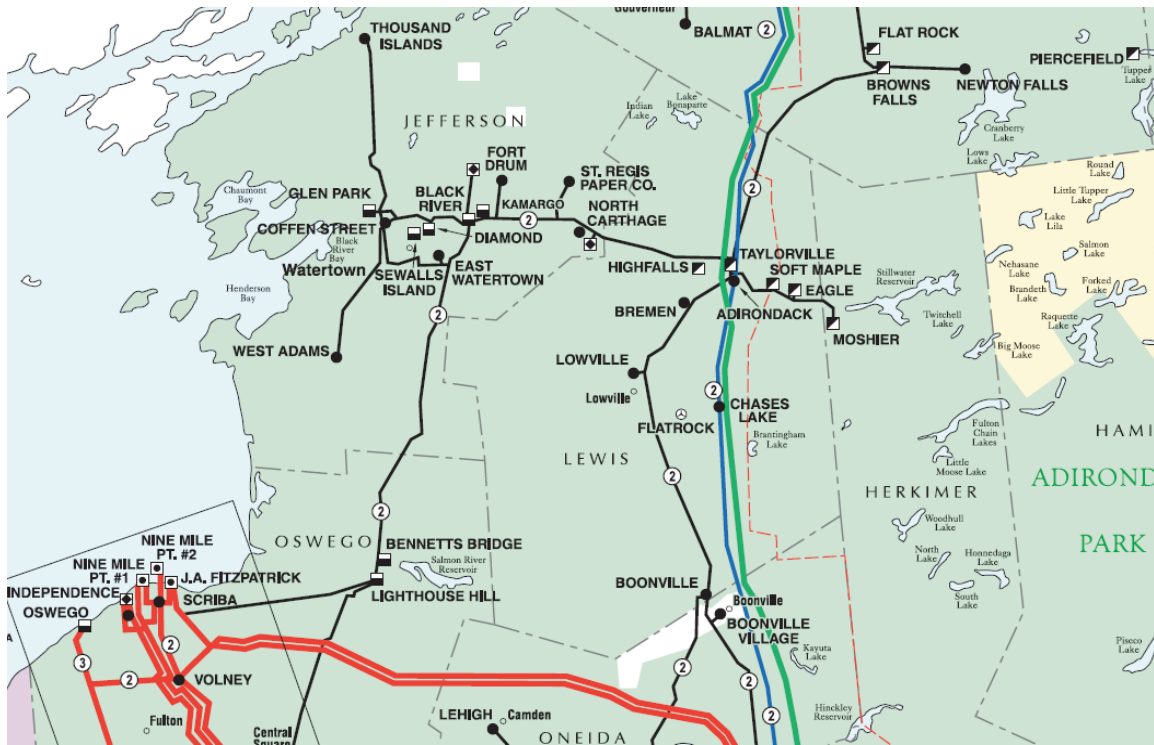 Gouverneur
BALMAT
2
THOUSAND
ISLANDS
FLAT ROCK
PIERCEFIELD
Tupper
Lake
BROWNS
FALLS
NEWTON FALLS
Indian
Lake
Lake
Bonaparte
Cranberry
Lake
JEFFERSON
Lows
Lake
Round
Lake
FORT
DRUM
ST. REGIS
PAPER CO.
Chaumont
Bay
GLEN PARK
BLACK
RIVER
KAMARGO
2
NORTH
CARTHAGE
2
Little Tupper
Lake
COFFEN STREET
Black
River
Bay
DIAMOND
Lake
Lila
Salmon
Lake
Watertown
SEWALLS
ISLAND
EAST
WATERTOWN
HIGHFALLS
TAYLORVILLE
SOFT MAPLE
EAGLE
Stillwater
Reservoir
Nehasane
Lake
Brandeth
Lake
Forked
Lake
Henderson
Bay
2
BREMEN
ADIRONDACK
MOSHIER
Twitchell
Lake
Raquette
Lake
Big Moose
Lake
WEST ADAMS
LOWVILLE
Lowville
2
CHASES
LAKE
FLATROCK
Brantingham
Lake
Fulton
Chain
Lakes
HAMI
LEWIS
2
Little
Moose Lake
ADIROND
HERKIMER
2
Woodhull
Lake
PARK
OSWEGO
NINE MILE
PT. #2
BENNETTS BRIDGE
Salmon River
Reservoir
North
Lake
Honnedaga
Lake
NINE MILE
PT. #1
J.A. FITZPATRICK
INDEPENDENCE
SCRIBA
LIGHTHOUSE HILL
BOONVILLE
Boonville
South
Lake
OSWEGO
BOONVILLE
VILLAGE
A
2
3
2
2
2
Kayuta
Lake
Piseco
Lake
VOLNEY
2
Fulton
LEHIGH
Camden
Hinckley
Reservoir
2
Central
Square
ONEIDA